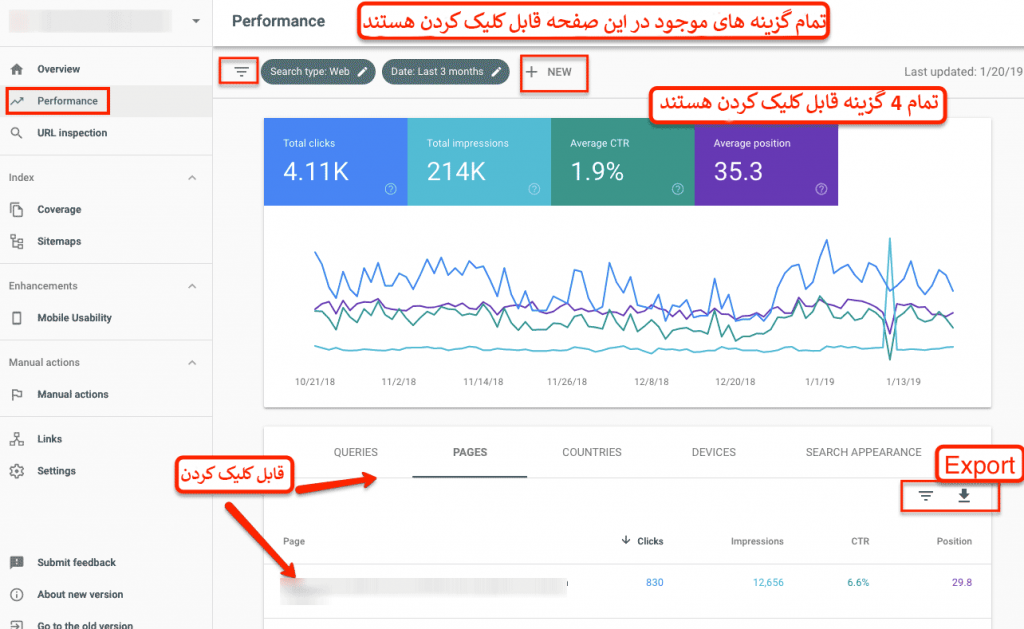 Performance
تمام گزینه های موجود در این صفحه قابل کلیک کردن هستند
Overview
Performance
URL inspection
Index
Coverage
Sitemaps
Enhancements
Mobile Usability
Manual actions
Manual actions
Links
Settings
Submit feedback
About new version
Go to the old version
Search type: Web
Date: Last 3 months
+ NEW
Last updated: 1/20/19
تمام 4 گزینه قابل کلیک کردن هستند
Total clicks
4.11K
Total impressions
214K
Average CTR
1.9%
Average position
35.3
10/21/18 11/2/18 11/14/18 11/26/18 12/8/18 12/20/18 1/1/19 1/13/19
QUERIES PAGES COUNTRIES DEVICES SEARCH APPEARANCE
قابل کلیک کردن
Export
Page Clicks Impressions CTR Position
830 12,656 6.6% 29.8